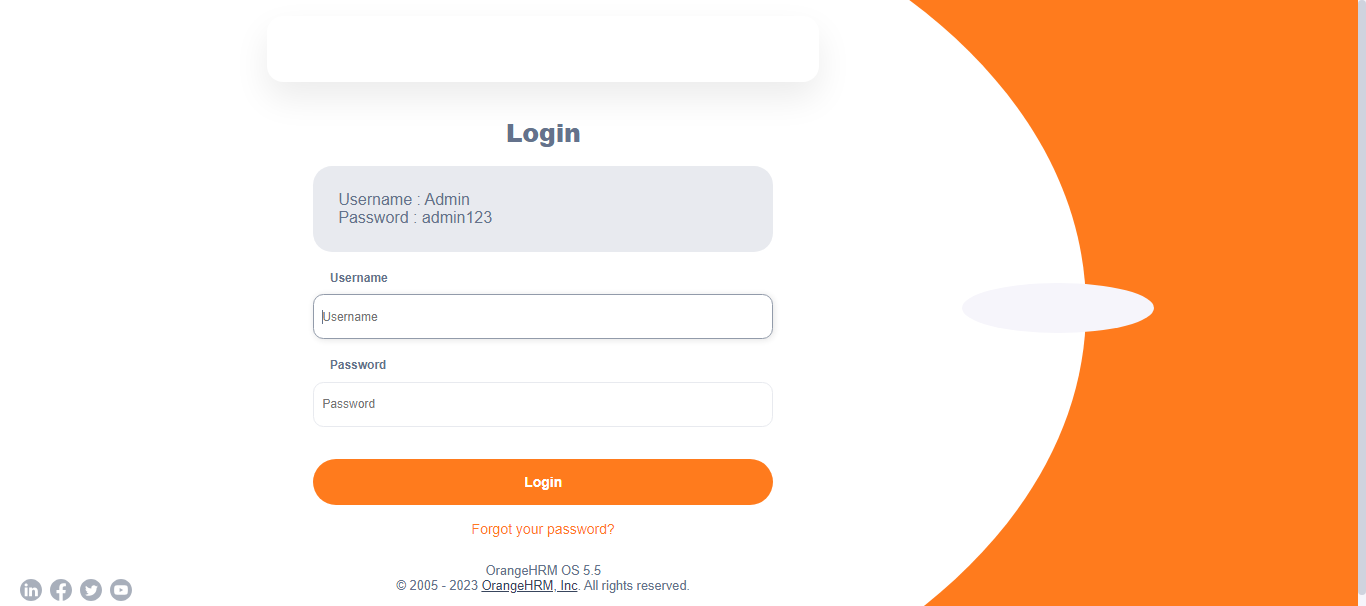 Login
Username : Admin
Password : admin123
Username
Username
Password
Password
Login
Forgot your password?
OrangeHRM OS 5.5
© 2005 - 2023 OrangeHRM, Inc. All rights reserved.